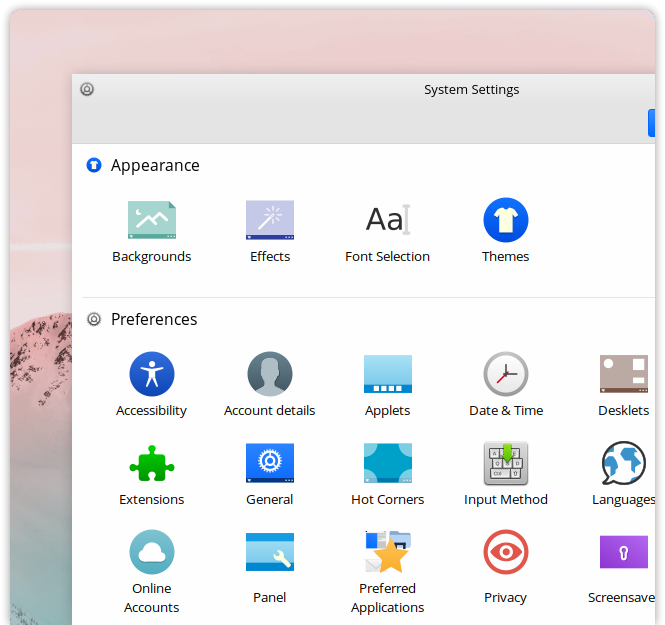 System Settings
Appearance
Backgrounds
Effects
Font Selection
Themes
Preferences
Accessibility
Account details
Applets
Date & Time
Desklets
Extensions
General
Hot Corners
Input Method
Languages
Online
Accounts
Panel
Preferred
Applications
Privacy
Screensave